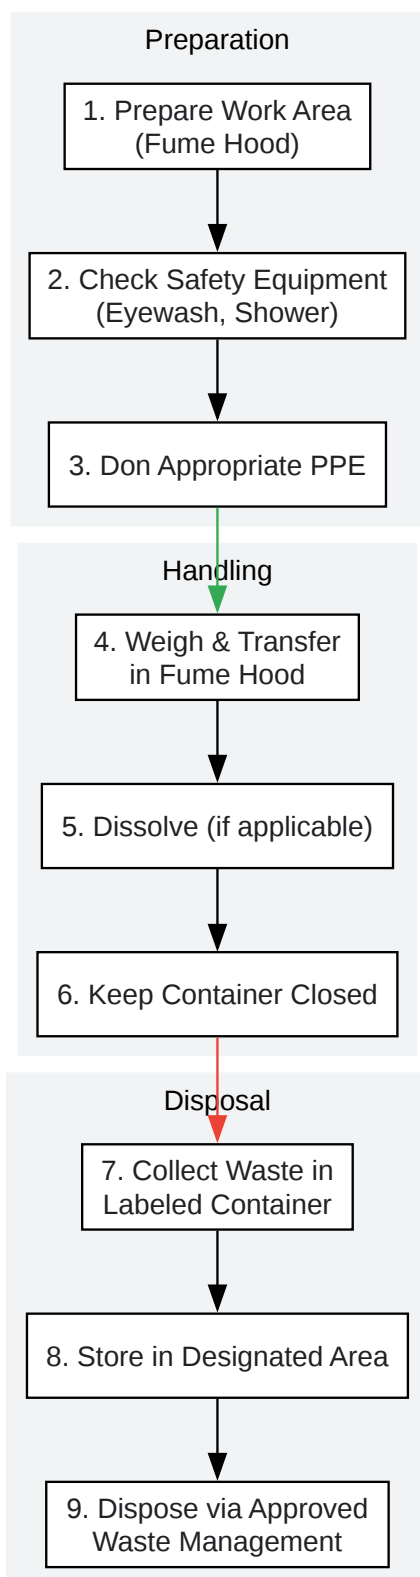 Preparation
1. Prepare Work Area
(Fume Hood)
2. Check Safety Equipment
(Eyewash, Shower)
3. Don Appropriate PPE
Handling
4. Weigh & Transfer
in Fume Hood
5. Dissolve (if applicable)
6. Keep Container Closed
Disposal
7. Collect Waste in
Labeled Container
8. Store in Designated Area
9. Dispose via Approved
Waste Management